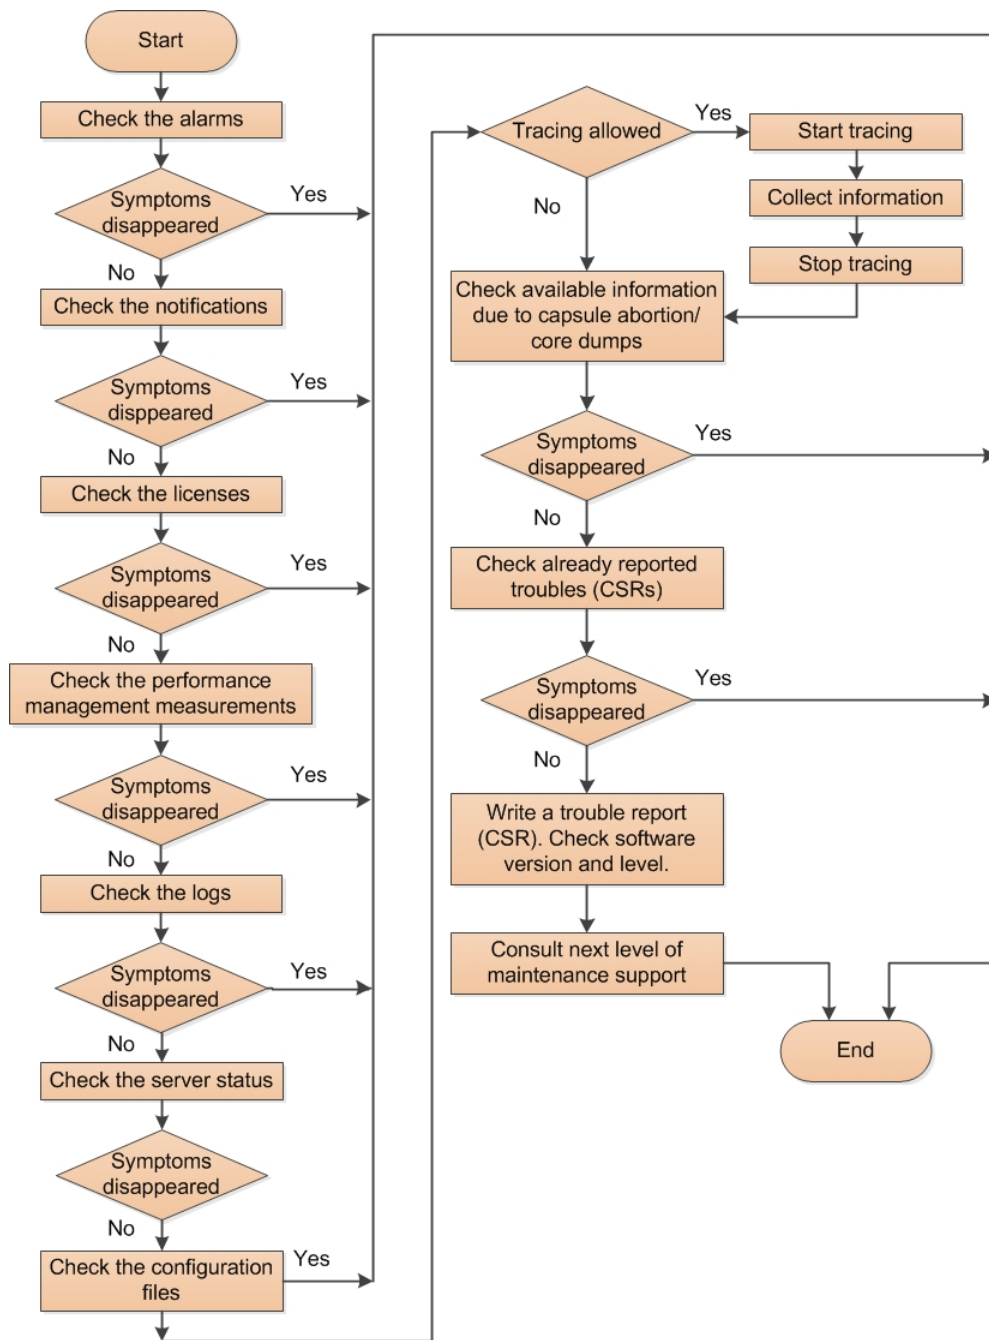 Start
Check the alarms
Symptoms
disappeared
Yes
No
Check the notifications
Symptoms
disppeared
Yes
No
Check the licenses
Symptoms
disappeared
Yes
No
Check the performance
management measurements
Symptoms
disappeared
Yes
No
Check the logs
Symptoms
disappeared
Yes
No
Check the server status
Symptoms
disappeared
No
Check the configuration
files
Yes
Tracing allowed
Yes
Start tracing
Collect information
Stop tracing
No
Check available information
due to capsule abortion/
core dumps
Symptoms
disappeared
Yes
No
Check already reported
troubles (CSRs)
Symptoms
disappeared
Yes
No
Write a trouble report
(CSR). Check software
version and level.
Consult next level of
maintenance support
End